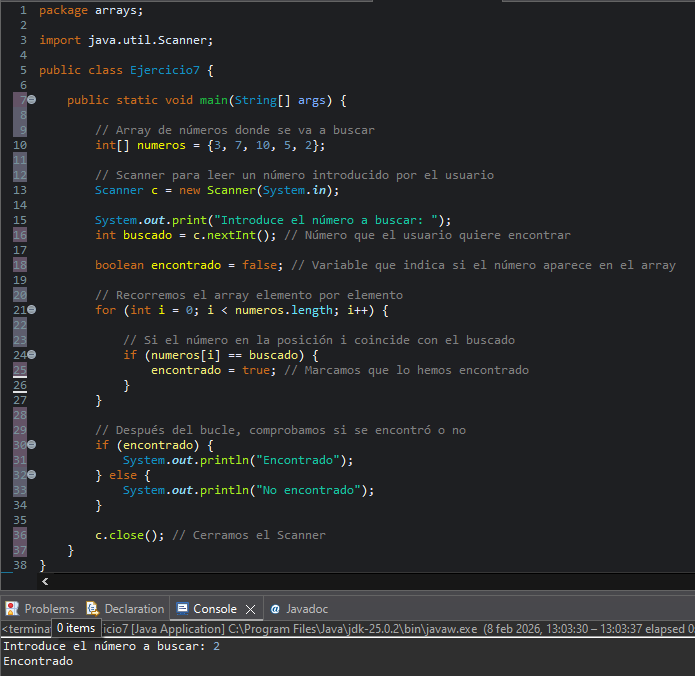 1 package arrays;
2
3 import java.util.Scanner;
4
5 public class Ejercicio7 {
6
7 public static void main(String[] args) {
8
9 // Array de números donde se va a buscar
10 int[] numeros = {3, 7, 10, 5, 2};
11
12 // Scanner para leer un número introducido por el usuario
13 Scanner c = new Scanner(System.in);
14
15 System.out.print("Introduce el número a buscar: ");
16 int buscado = c.nextInt(); // Número que el usuario quiere encontrar
17
18 boolean encontrado = false; // Variable que indica si el número aparece en el array
19
20 // Recorremos el array elemento por elemento
21 for (int i = 0; i < numeros.length; i++) {
22
23 // Si el número en la posición i coincide con el buscado
24 if (numeros[i] == buscado) {
25 encontrado = true; // Marcamos que lo hemos encontrado
26 }
27 }
28
29 // Después del bucle, comprobamos si se encontró o no
30 if (encontrado) {
31 System.out.println("Encontrado");
32 } else {
33 System.out.println("No encontrado");
34 }
35
36 c.close(); // Cerramos el Scanner
37 }
38 }
Problems Declaration Console Javadoc
<termina 0 items icio7 [Java Application] C:\Program Files\Java\jdk-25.0.2\bin\javaw.exe (8 feb 2026, 13:03:30 – 13:03:37 elapsed 0:
Introduce el número a buscar: 2
Encontrado